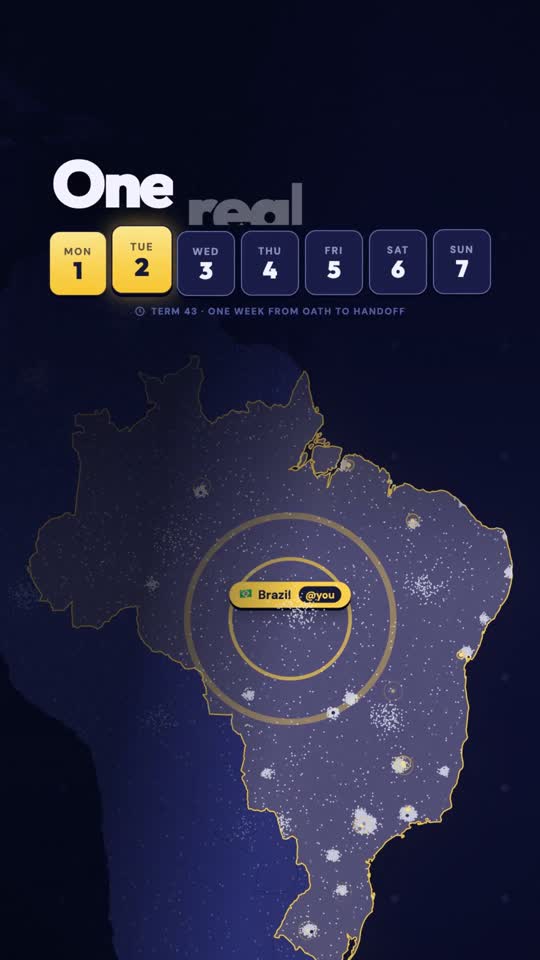 One real
MON TUE WED THU FRI SAT SUN
1 2 3 4 5 6 7
TERM 43 · ONE WEEK FROM OATH TO HANDOFF
Brazil @you